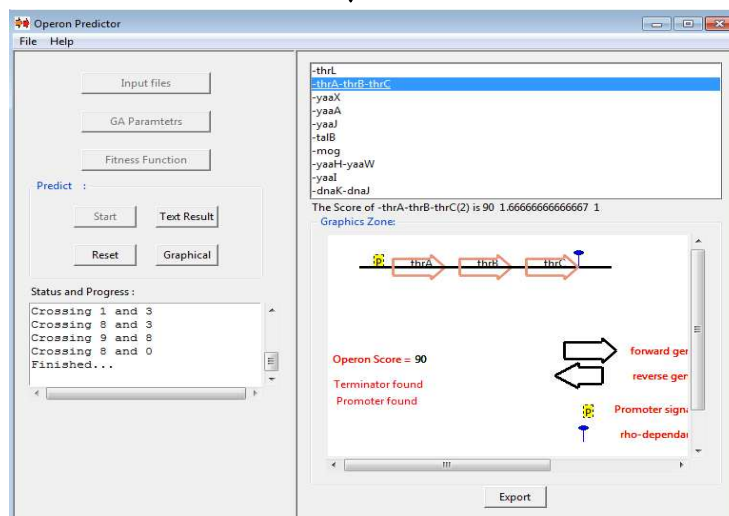 Operon Predictor
File Help
Input files
GA Paramtetrs
Fitness Function
Predict :
Start Text Result
Reset Graphical
Status and Progress :
Crossing 1 and 3
Crossing 8 and 3
Crossing 9 and 8
Crossing 8 and 0
Finished...
-thrL
-thrA-thrB-thrC
-yaaX
-yaaA
-yaaJ
-talB
-mog
-yaaH-yaaW
-yaaI
-dnaK-dnaJ
The Score of -thrA-thrB-thrC(2) is 90 1.66666666666667 1
Graphics Zone:
P thrA thrB thrC
Operon Score = 90
Terminator found
Promoter found
forward ger
reverse ger
P Promoter sign
rho-dependa
Export